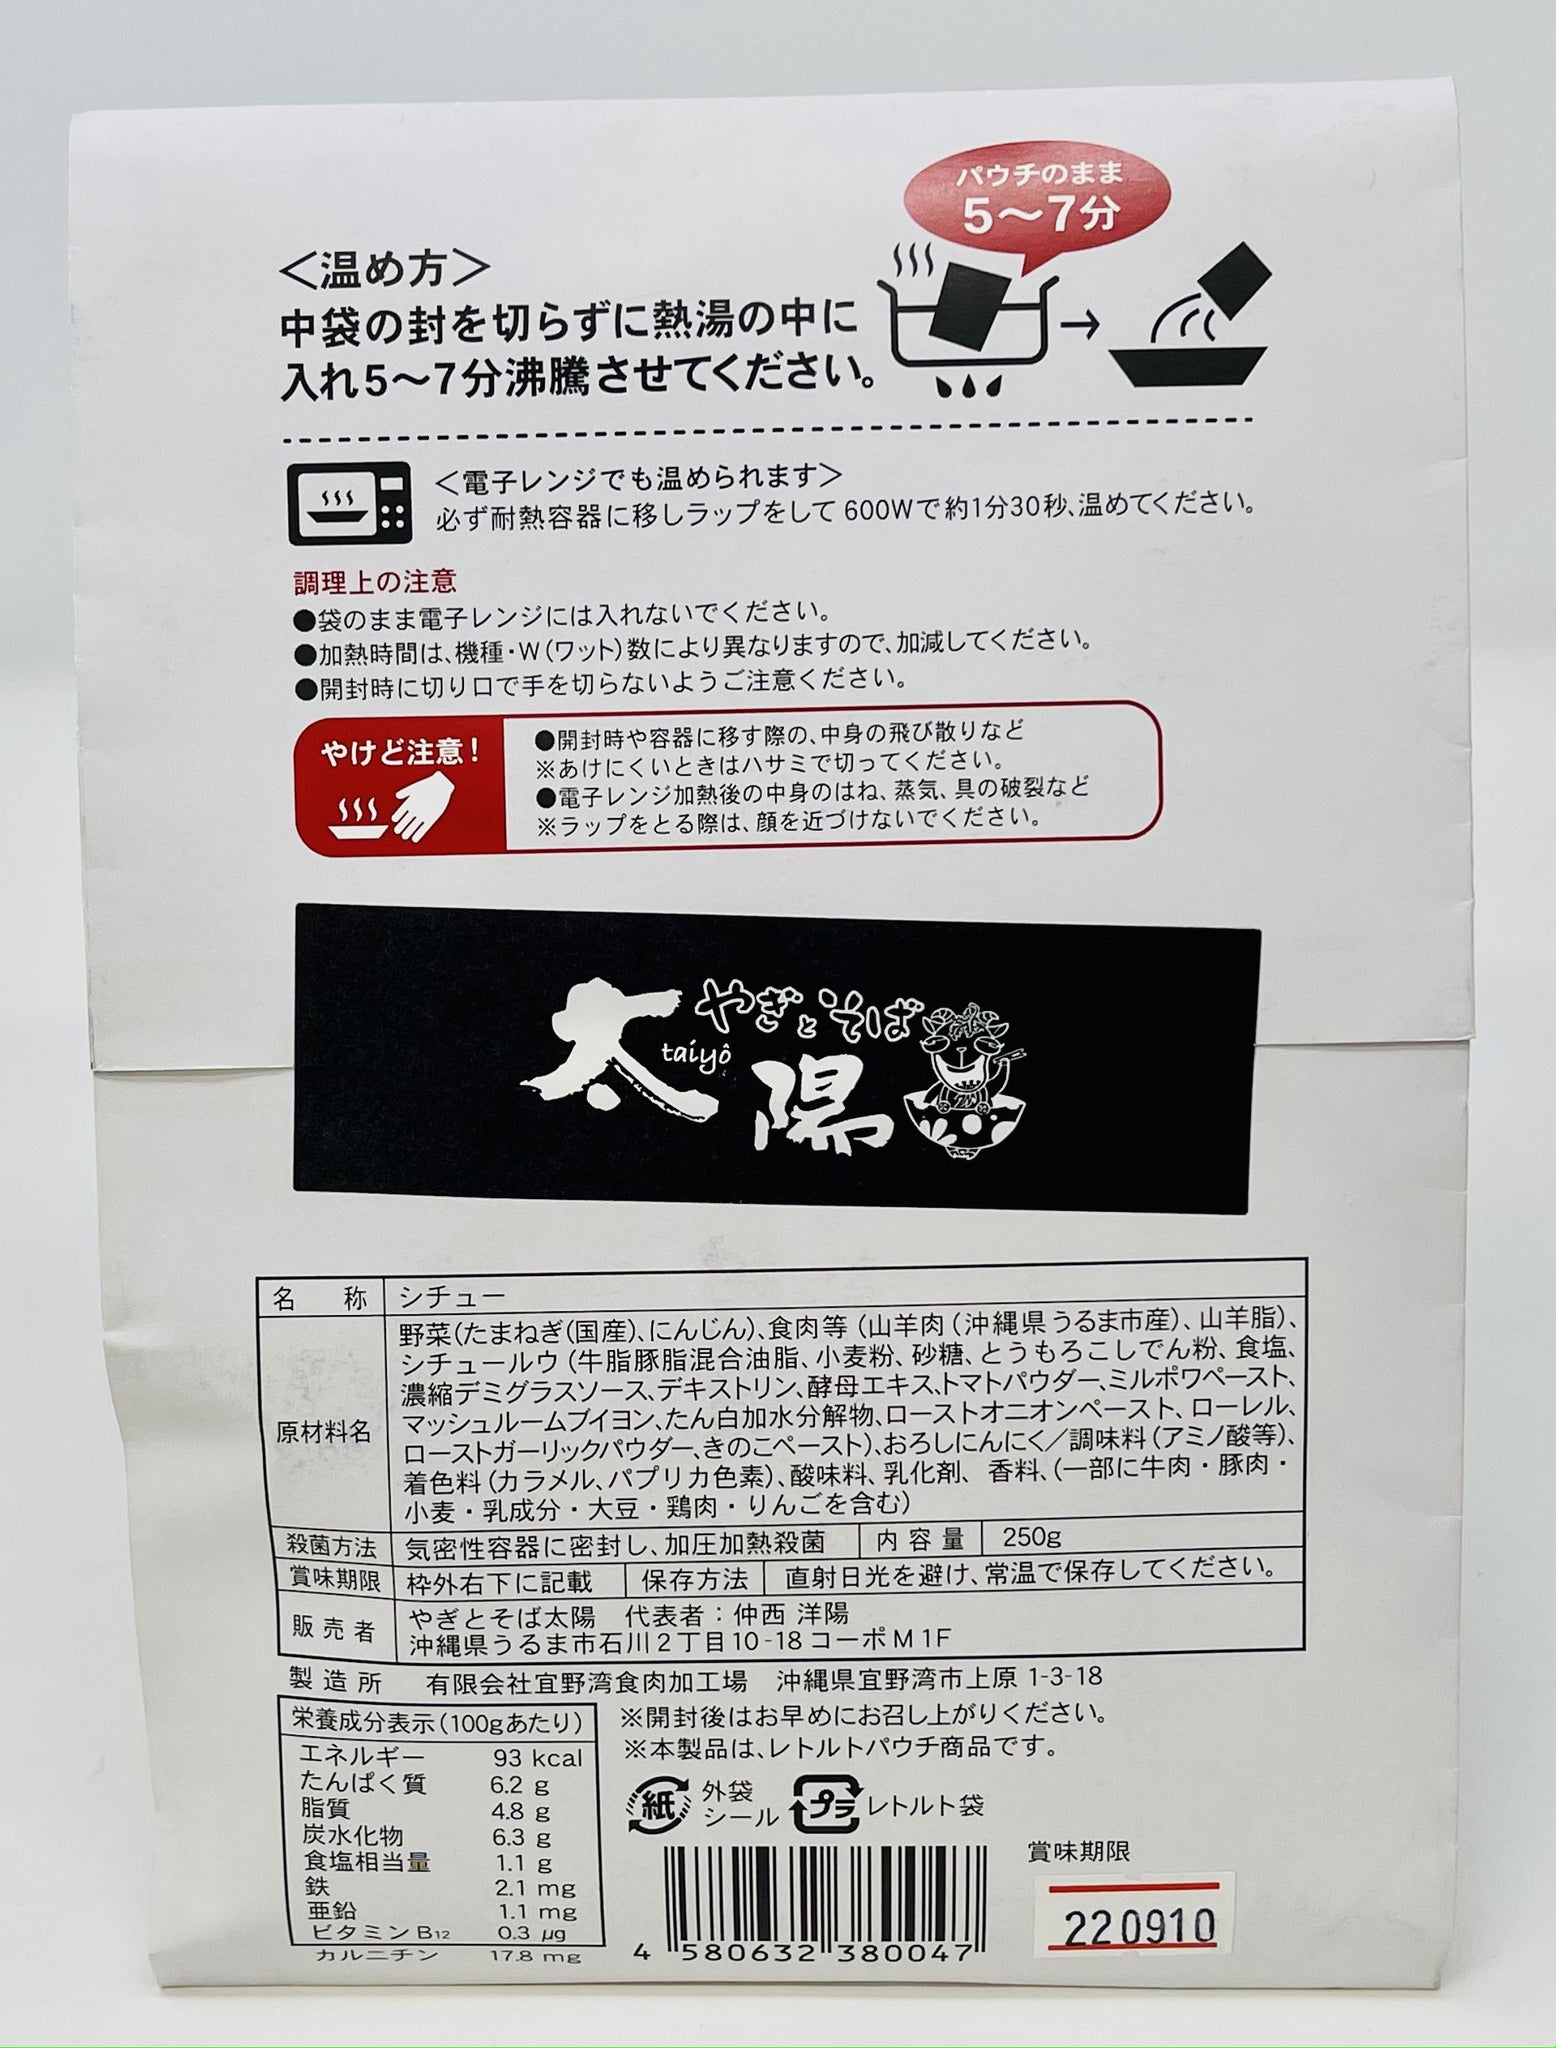 パウチのまま
5〜7分
＜温め方＞
中袋の封を切らずに熱湯の中に
入れ5〜7分沸騰させてください。
＜電子レンジでも温められます＞
必ず耐熱容器に移しラップをして600Wで約1分30秒、温めてください。
調理上の注意
●袋のまま電子レンジには入れないでください。
●加熱時間は、機種・W（ワット）数により異なりますので、加減してください。
●開封時に切り口で手を切らないようご注意ください。
やけど注意！
●開封時や容器に移す際の、中身の飛び散りなど
※あけにくいときはハサミで切ってください。
●電子レンジ加熱後の中身のはね、蒸気、具の破裂など
※ラップをとる際は、顔を近づけないでください。
やぎとそば
太陽
taiyô
名 称 シチュー
原材料名 野菜（たまねぎ（国産）、にんじん）、食肉等（山羊肉（沖縄県うるま市産）、山羊脂）、
シチュールウ（牛脂豚脂混合油脂、小麦粉、砂糖、とうもろこしでん粉、食塩、
濃縮デミグラスソース、デキストリン、酵母エキス、トマトパウダー、ミルポワペースト、
マッシュルームブイヨン、たん白加水分解物、ローストオニオンペースト、ローレル、
ローストガーリックパウダー、きのこペースト）、おろしにんにく／調味料（アミノ酸等）、
着色料（カラメル、パプリカ色素）、酸味料、乳化剤、香料、（一部に牛肉・豚肉・
小麦・乳成分・大豆・鶏肉・りんごを含む）
殺菌方法 気密性容器に密封し、加圧加熱殺菌 内容量 250g
賞味期限 枠外右下に記載 保存方法 直射日光を避け、常温で保存してください。
販売者 やぎとそば太陽 代表者：仲西 洋陽
沖縄県うるま市石川2丁目10-18コーポM1F
製造所 有限会社宜野湾食肉加工場 沖縄県宜野湾市上原1-3-18
栄養成分表示（100gあたり）
エネルギー 93 kcal
たんぱく質 6.2 g
脂質 4.8 g
炭水化物 6.3 g
食塩相当量 1.1 g
鉄 2.1 mg
亜鉛 1.1 mg
ビタミンB12 0.3 μg
カルニチン 17.8 mg
※開封後はお早めにお召し上がりください。
※本製品は、レトルトパウチ商品です。
紙 外袋
シール
プラ レトルト袋
4 580632 380047
賞味期限
220910